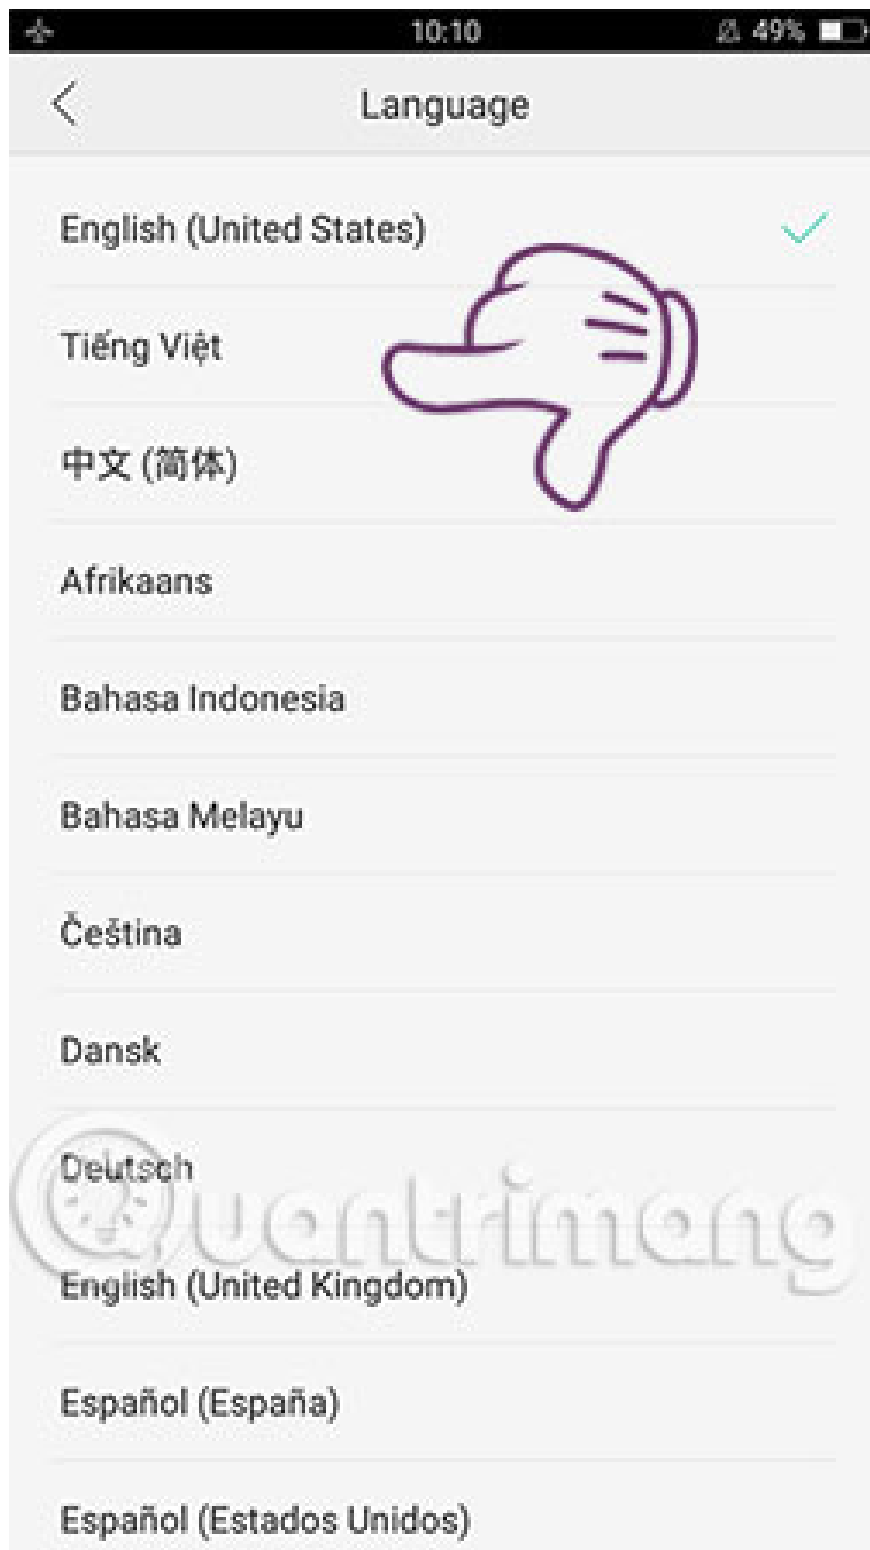 10:10
49%
Language
English (United States)
Tiếng Việt
中文 (简体)
Afrikaans
Bahasa Indonesia
Bahasa Melayu
Čeština
Dansk
Deutsch
Quantrimang
English (United Kingdom)
Español (España)
Español (Estados Unidos)